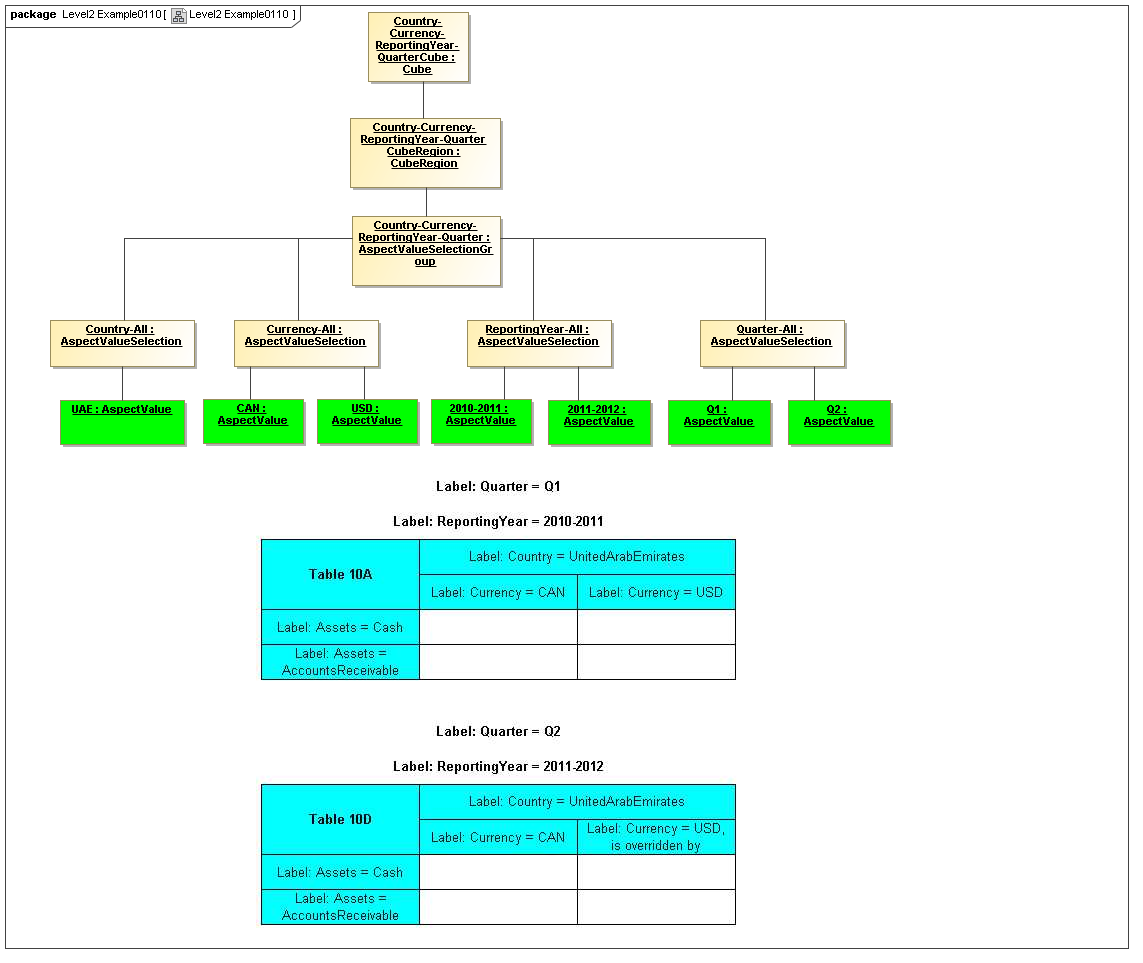 package Level2 Example0110 [ Level2 Example0110 ]
Country-
Currency-
ReportingYear-
QuarterCube :
Cube
Country-Currency-
ReportingYear-Quarter
CubeRegion :
CubeRegion
Country-Currency-
ReportingYear-Quarter :
AspectValueSelectionGr
oup
Country-All :
AspectValueSelection
Currency-All :
AspectValueSelection
ReportingYear-All :
AspectValueSelection
Quarter-All :
AspectValueSelection
UAE : AspectValue
CAN :
AspectValue
USD :
AspectValue
2010-2011 :
AspectValue
2011-2012 :
AspectValue
Q1 :
AspectValue
Q2 :
AspectValue
Label: Quarter = Q1
Label: ReportingYear = 2010-2011
Table 10A
Label: Country = UnitedArabEmirates
Label: Currency = CAN
Label: Currency = USD
Label: Assets = Cash
Label: Assets =
AccountsReceivable
Label: Quarter = Q2
Label: ReportingYear = 2011-2012
Table 10D
Label: Country = UnitedArabEmirates
Label: Currency = CAN
Label: Currency = USD,
is overridden by
Label: Assets = Cash
Label: Assets =
AccountsReceivable